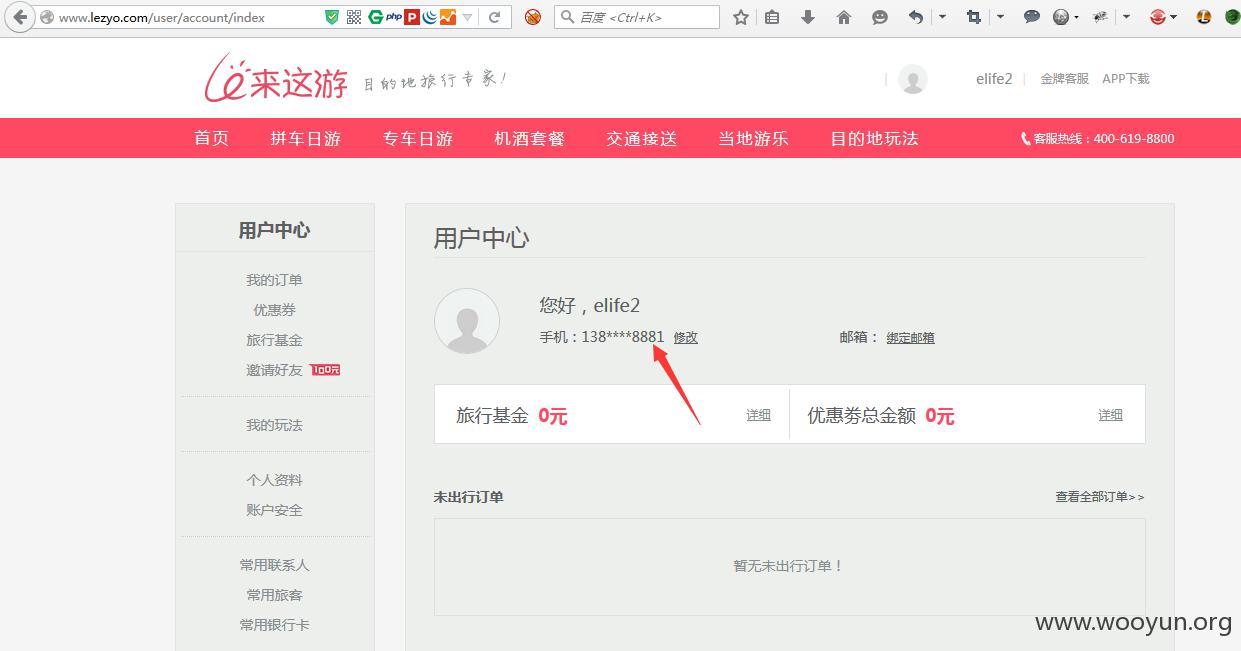 www.lezyo.com/user/account/index
php
百度 <Ctrl+K>
来这游
目的地旅行专家!
elife2
金牌客服
APP下载
首页
拼车日游
专车日游
机酒套餐
交通接送
当地游乐
目的地玩法
客服热线：400-619-8800
用户中心
我的订单
优惠券
旅行基金
邀请好友 100元
我的玩法
个人资料
账户安全
常用联系人
常用旅客
常用银行卡
用户中心
您好，elife2
手机：138****8881 修改
邮箱： 绑定邮箱
旅行基金 0元 详细
优惠劵总金额 0元 详细
未出行订单
查看全部订单>>
暂无未出行订单！
www.wooyun.org